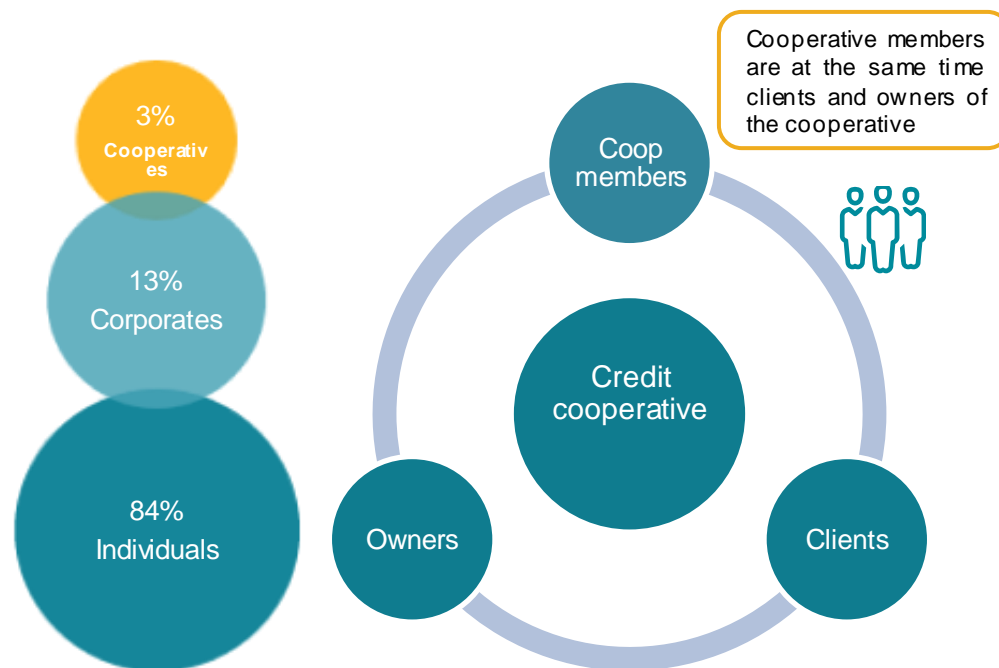 Cooperative members
are at the same time
clients and owners of
the cooperative
3%
Cooperativ
es
13%
Corporates
84%
Individuals
Coop
members
Credit
cooperative
Owners
Clients